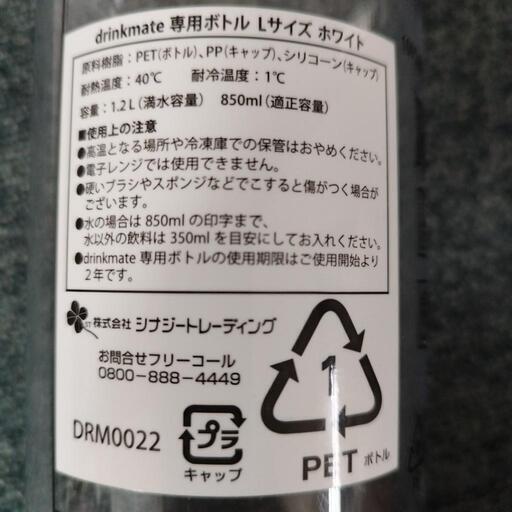 drinkmate 専用ボトル Lサイズ ホワイト
原料樹脂：PET(ボトル)、PP(キャップ)、シリコーン(キャップ)
耐熱温度：40℃　耐冷温度：1℃
容量：1.2L(満水容量)　850ml(適正容量)
■使用上の注意
●高温となる場所や冷凍庫での保管はおやめください。
●電子レンジでは使用できません。
●硬いブラシやスポンジなどでこすると傷がつく場合が
ございます。
●水の場合は850mlの印字まで、
水以外の飲料は350mlを目安にしてお入れください。
●drinkmate 専用ボトルの使用期限はご使用開始より
2年です。
ST 株式会社 シナジートレーディング
お問合せフリーコール
0800-888-4449
DRM0022
プラ
キャップ
1
PET ボトル